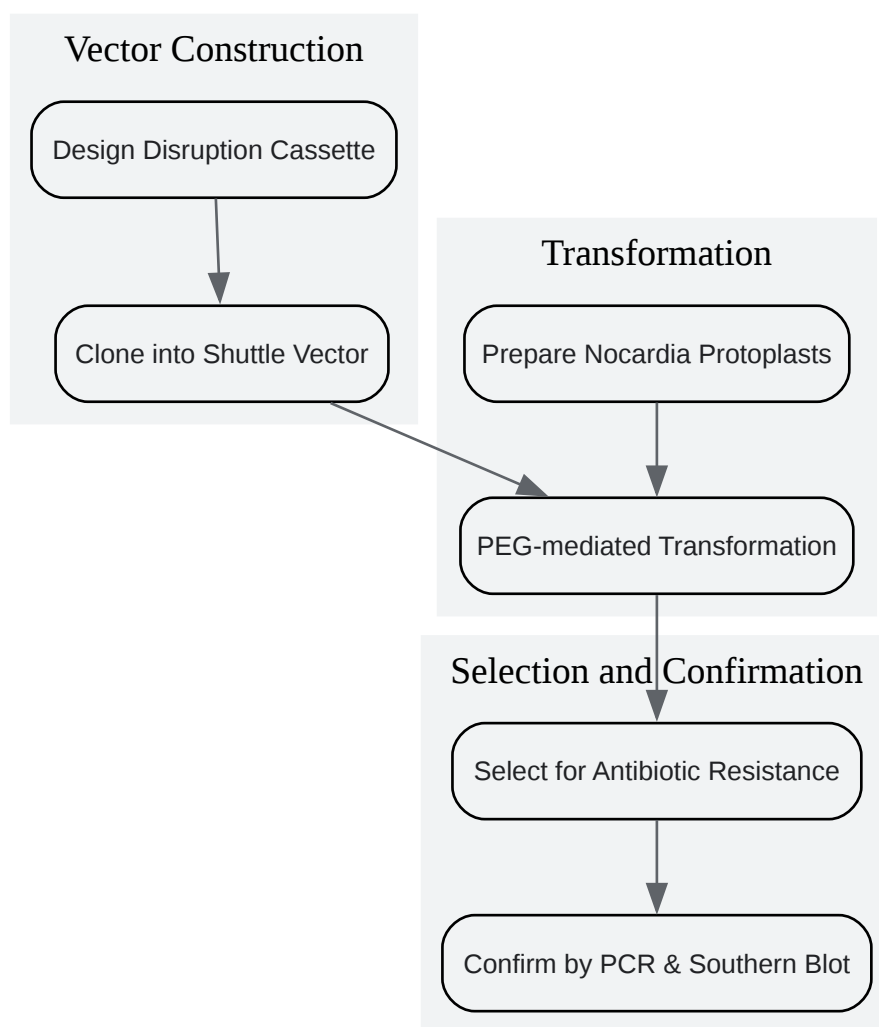 Vector Construction
Design Disruption Cassette
Clone into Shuttle Vector
Transformation
Prepare Nocardia Protoplasts
PEG-mediated Transformation
Selection and Confirmation
Select for Antibiotic Resistance
Confirm by PCR & Southern Blot